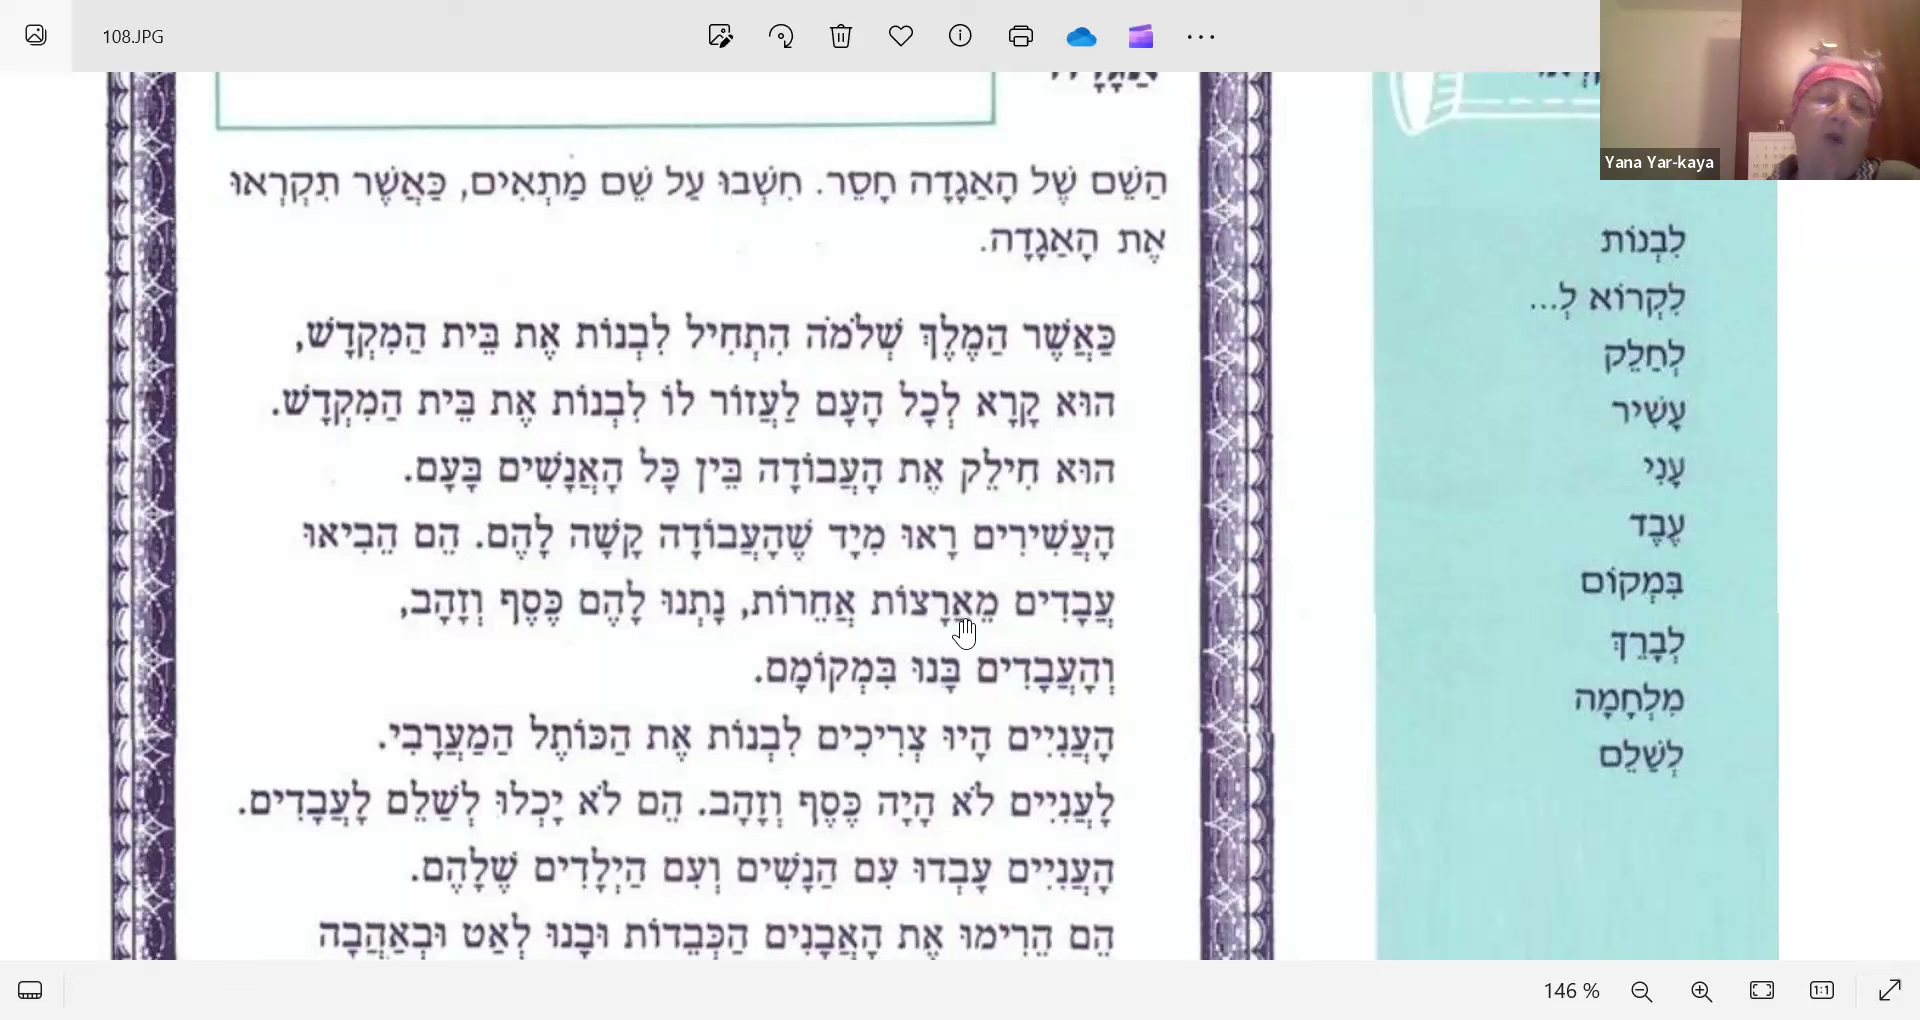 108.JPG
Yana Yar-kaya
הַשֵּׁם שֶׁל הָאַגָּדָה חָסֵר. חִשְׁבוּ עַל שֵׁם מַתְאִים, כַּאֲשֶׁר תִּקְרְאוּ
אֶת הָאַגָּדָה.
כַּאֲשֶׁר הַמֶּלֶךְ שְׁלֹמֹה הִתְחִיל לִבְנוֹת אֶת בֵּית הַמִּקְדָּשׁ,
הוּא קָרָא לְכָל הָעָם לַעֲזוֹר לוֹ לִבְנוֹת אֶת בֵּית הַמִּקְדָּשׁ.
הוּא חִילֵּק אֶת הָעֲבוֹדָה בֵּין כָּל הָאֲנָשִׁים בָּעָם.
הָעֲשִׁירִים רָאוּ מִיָּד שֶׁהָעֲבוֹדָה קָשָׁה לָהֶם. הֵם הֵבִיאוּ
עֲבָדִים מֵאֲרָצוֹת אֲחֵרוֹת, נָתְנוּ לָהֶם כֶּסֶף וְזָהָב,
וְהָעֲבָדִים בָּנוּ בִּמְקוֹמָם.
הָעֲנִיִּים הָיוּ צְרִיכִים לִבְנוֹת אֶת הַכּוֹתֶל הַמַּעֲרָבִי.
לָעֲנִיִּים לֹא הָיָה כֶּסֶף וְזָהָב. הֵם לֹא יָכְלוּ לְשַׁלֵּם לָעֲבָדִים.
הָעֲנִיִּים עָבְדוּ עִם הַנָּשִׁים וְעִם הַיְלָדִים שֶׁלָּהֶם.
הֵם הֵרִימוּ אֶת הָאֲבָנִים הַכְּבֵדוֹת וּבָנוּ לְאַט וּבְאַהֲבָה
לִבְנוֹת
לִקְרוֹא לְ...
לְחַלֵּק
עָשִׁיר
עָנִי
עֶבֶד
בִּמְקוֹם
לְבָרֵךְ
מִלְחָמָה
לְשַׁלֵּם
146 %
1:1